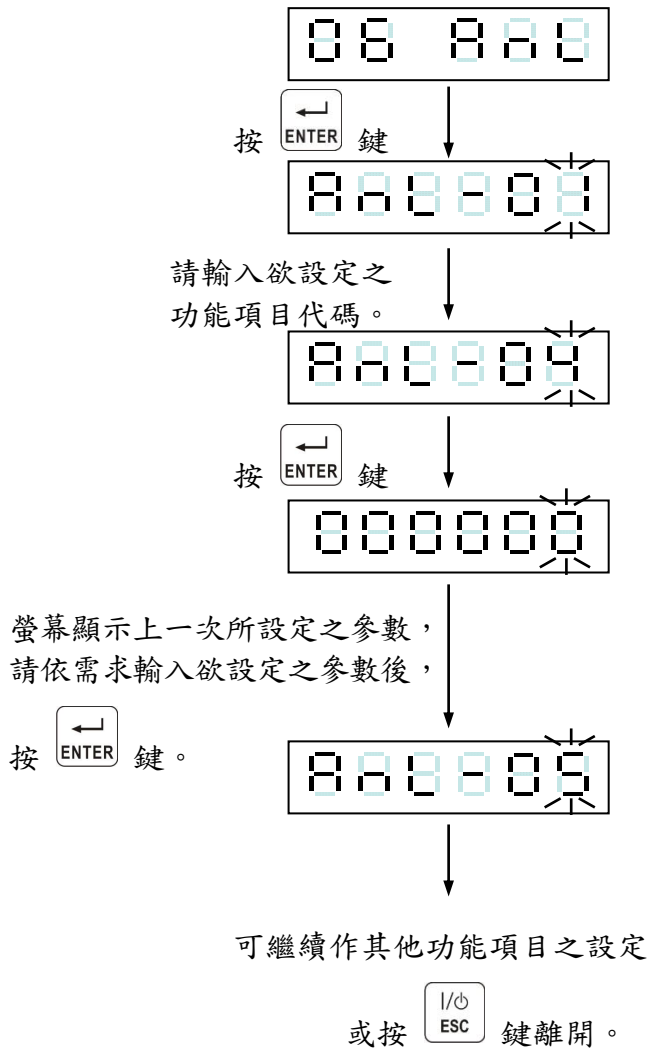 06 AnL
按 ENTER 鍵
AnL-01
請輸入欲設定之
功能項目代碼。
AnL-04
按 ENTER 鍵
000000
螢幕顯示上一次所設定之參數，
請依需求輸入欲設定之參數後，
按 ENTER 鍵。
AnL-05
可繼續作其他功能項目之設定
或按 I/⏻ ESC 鍵離開。